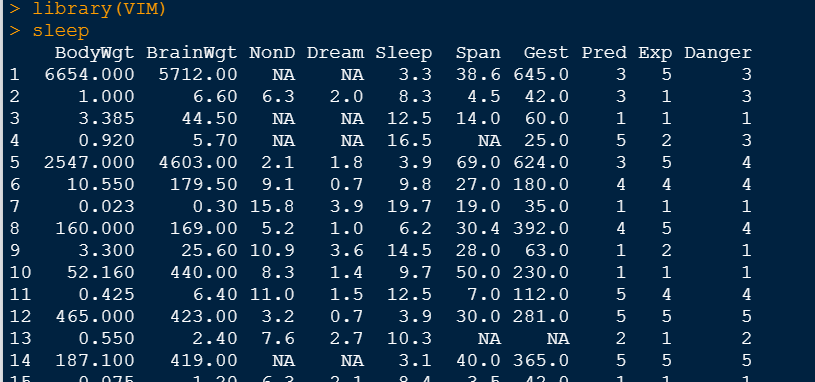 > library(VIM)
> sleep
BodyWgt BrainWgt NonD Dream Sleep Span Gest Pred Exp Danger
1 6654.000 5712.00 NA NA 3.3 38.6 645.0 3 5 3
2 1.000 6.60 6.3 2.0 8.3 4.5 42.0 3 1 3
3 3.385 44.50 NA NA 12.5 14.0 60.0 1 1 1
4 0.920 5.70 NA NA 16.5 NA 25.0 5 2 3
5 2547.000 4603.00 2.1 1.8 3.9 69.0 624.0 3 5 4
6 10.550 179.50 9.1 0.7 9.8 27.0 180.0 4 4 4
7 0.023 0.30 15.8 3.9 19.7 19.0 35.0 1 1 1
8 160.000 169.00 5.2 1.0 6.2 30.4 392.0 4 5 4
9 3.300 25.60 10.9 3.6 14.5 28.0 63.0 1 2 1
10 52.160 440.00 8.3 1.4 9.7 50.0 230.0 1 1 1
11 0.425 6.40 11.0 1.5 12.5 7.0 112.0 5 4 4
12 465.000 423.00 3.2 0.7 3.9 30.0 281.0 5 5 5
13 0.550 2.40 7.6 2.7 10.3 NA NA 2 1 2
14 187.100 419.00 NA NA 3.1 40.0 365.0 5 5 5
15 0.075 1.20 6.3 2.1 8.4 3.5 42.0 1 1 1